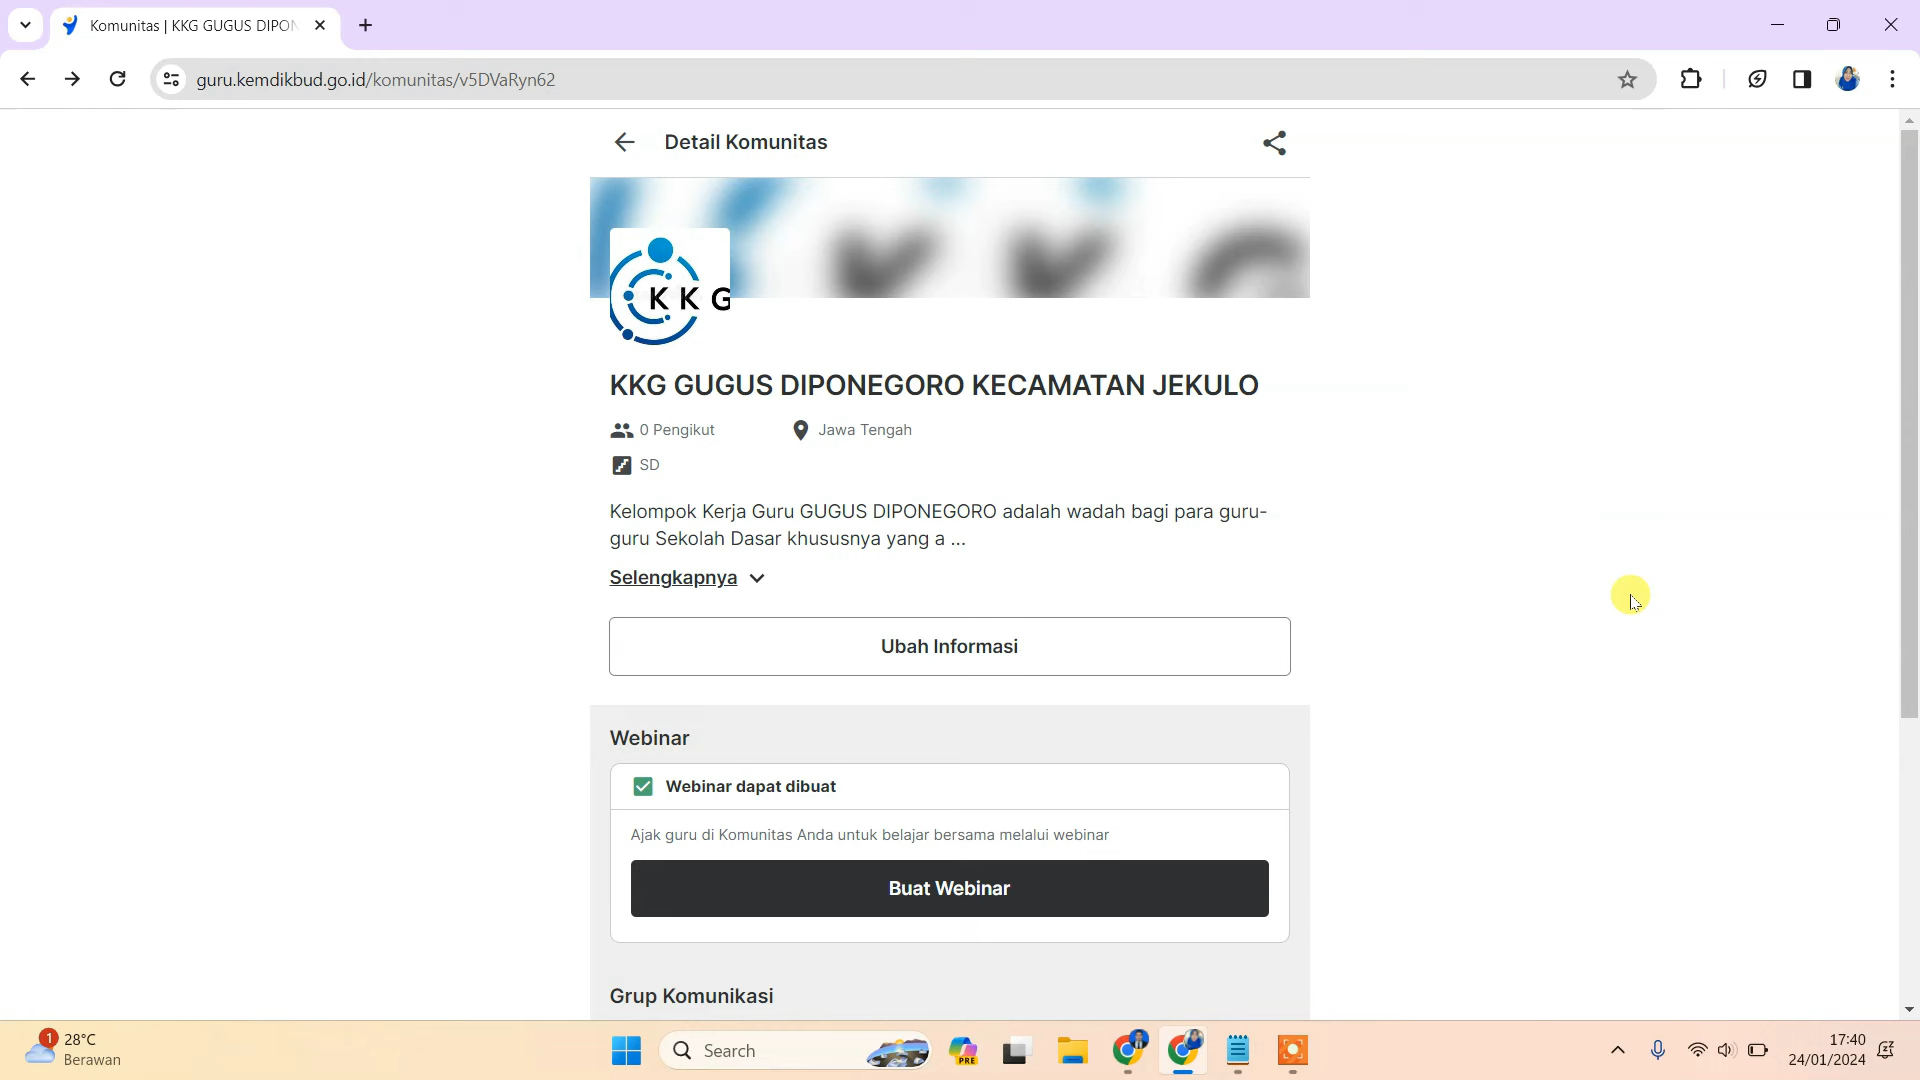 Komunitas | KKG GUGUS DIPON
guru.kemdikbud.go.id/komunitas/v5DVaRyn62
Detail Komunitas
K K G
K K G
KKG GUGUS DIPONEGORO KECAMATAN JEKULO
0 Pengikut
Jawa Tengah
SD
Kelompok Kerja Guru GUGUS DIPONEGORO adalah wadah bagi para guru-
guru Sekolah Dasar khususnya yang a ...
Selengkapnya
Ubah Informasi
Webinar
Webinar dapat dibuat
Ajak guru di Komunitas Anda untuk belajar bersama melalui webinar
Buat Webinar
Grup Komunikasi
1
28°C
Berawan
Search
PRE
17:40
24/01/2024